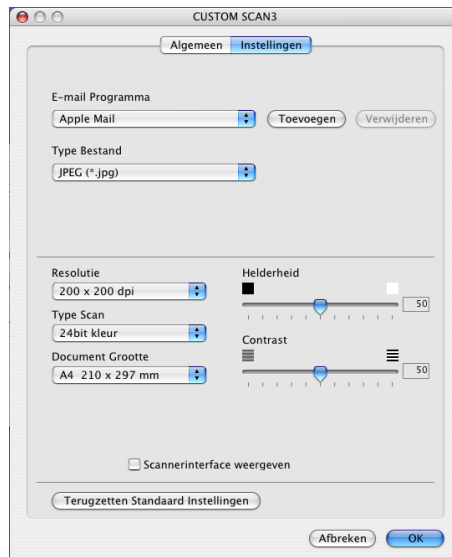 CUSTOM SCAN3
Algemeen Instellingen
E-mail Programma
Apple Mail Toevoegen Verwijderen
Type Bestand
JPEG (*.jpg)
Resolutie
200 x 200 dpi
Type Scan
24bit kleur
Document Grootte
A4 210 x 297 mm
Helderheid
50
Contrast
50
Scannerinterface weergeven
Terugzetten Standaard Instellingen
Afbreken OK